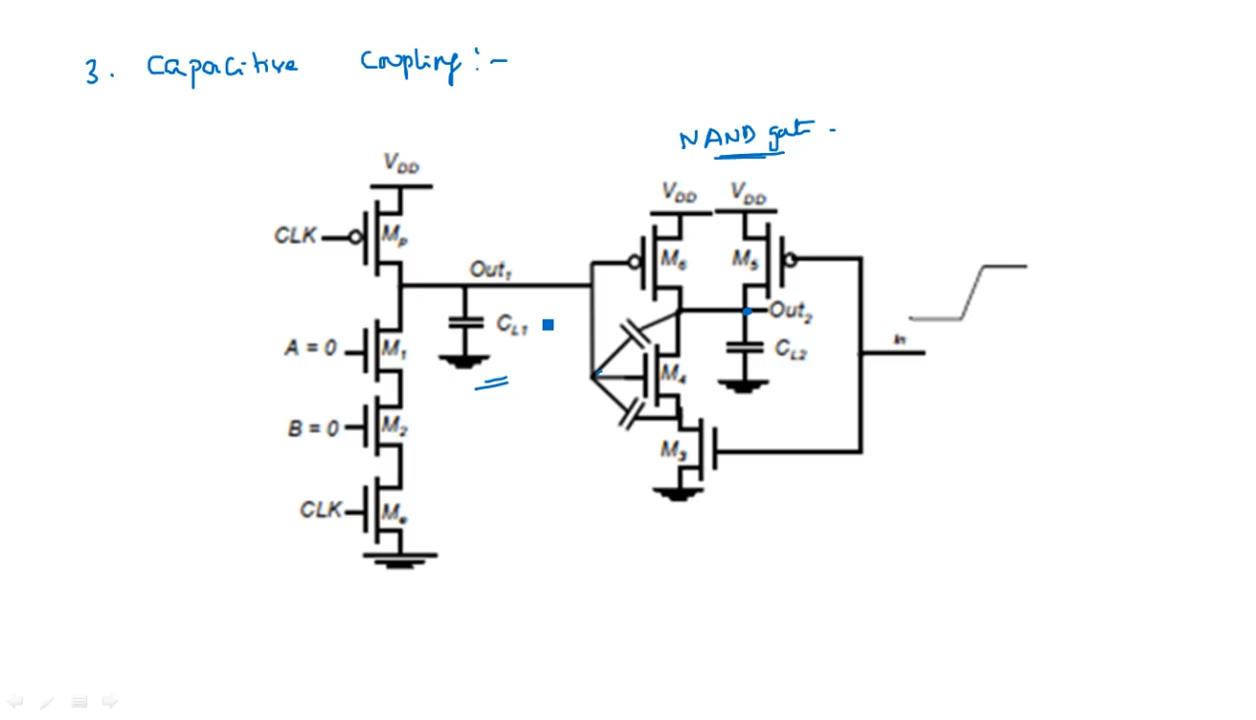 3. Capacitive Coupling :-
NAND gate -
VDD
VDD VDD
CLK Mp M6 M5
Out1
Out2
CL1
In
A = 0 M1 CL2
M4
B = 0 M2
M3
CLK Me